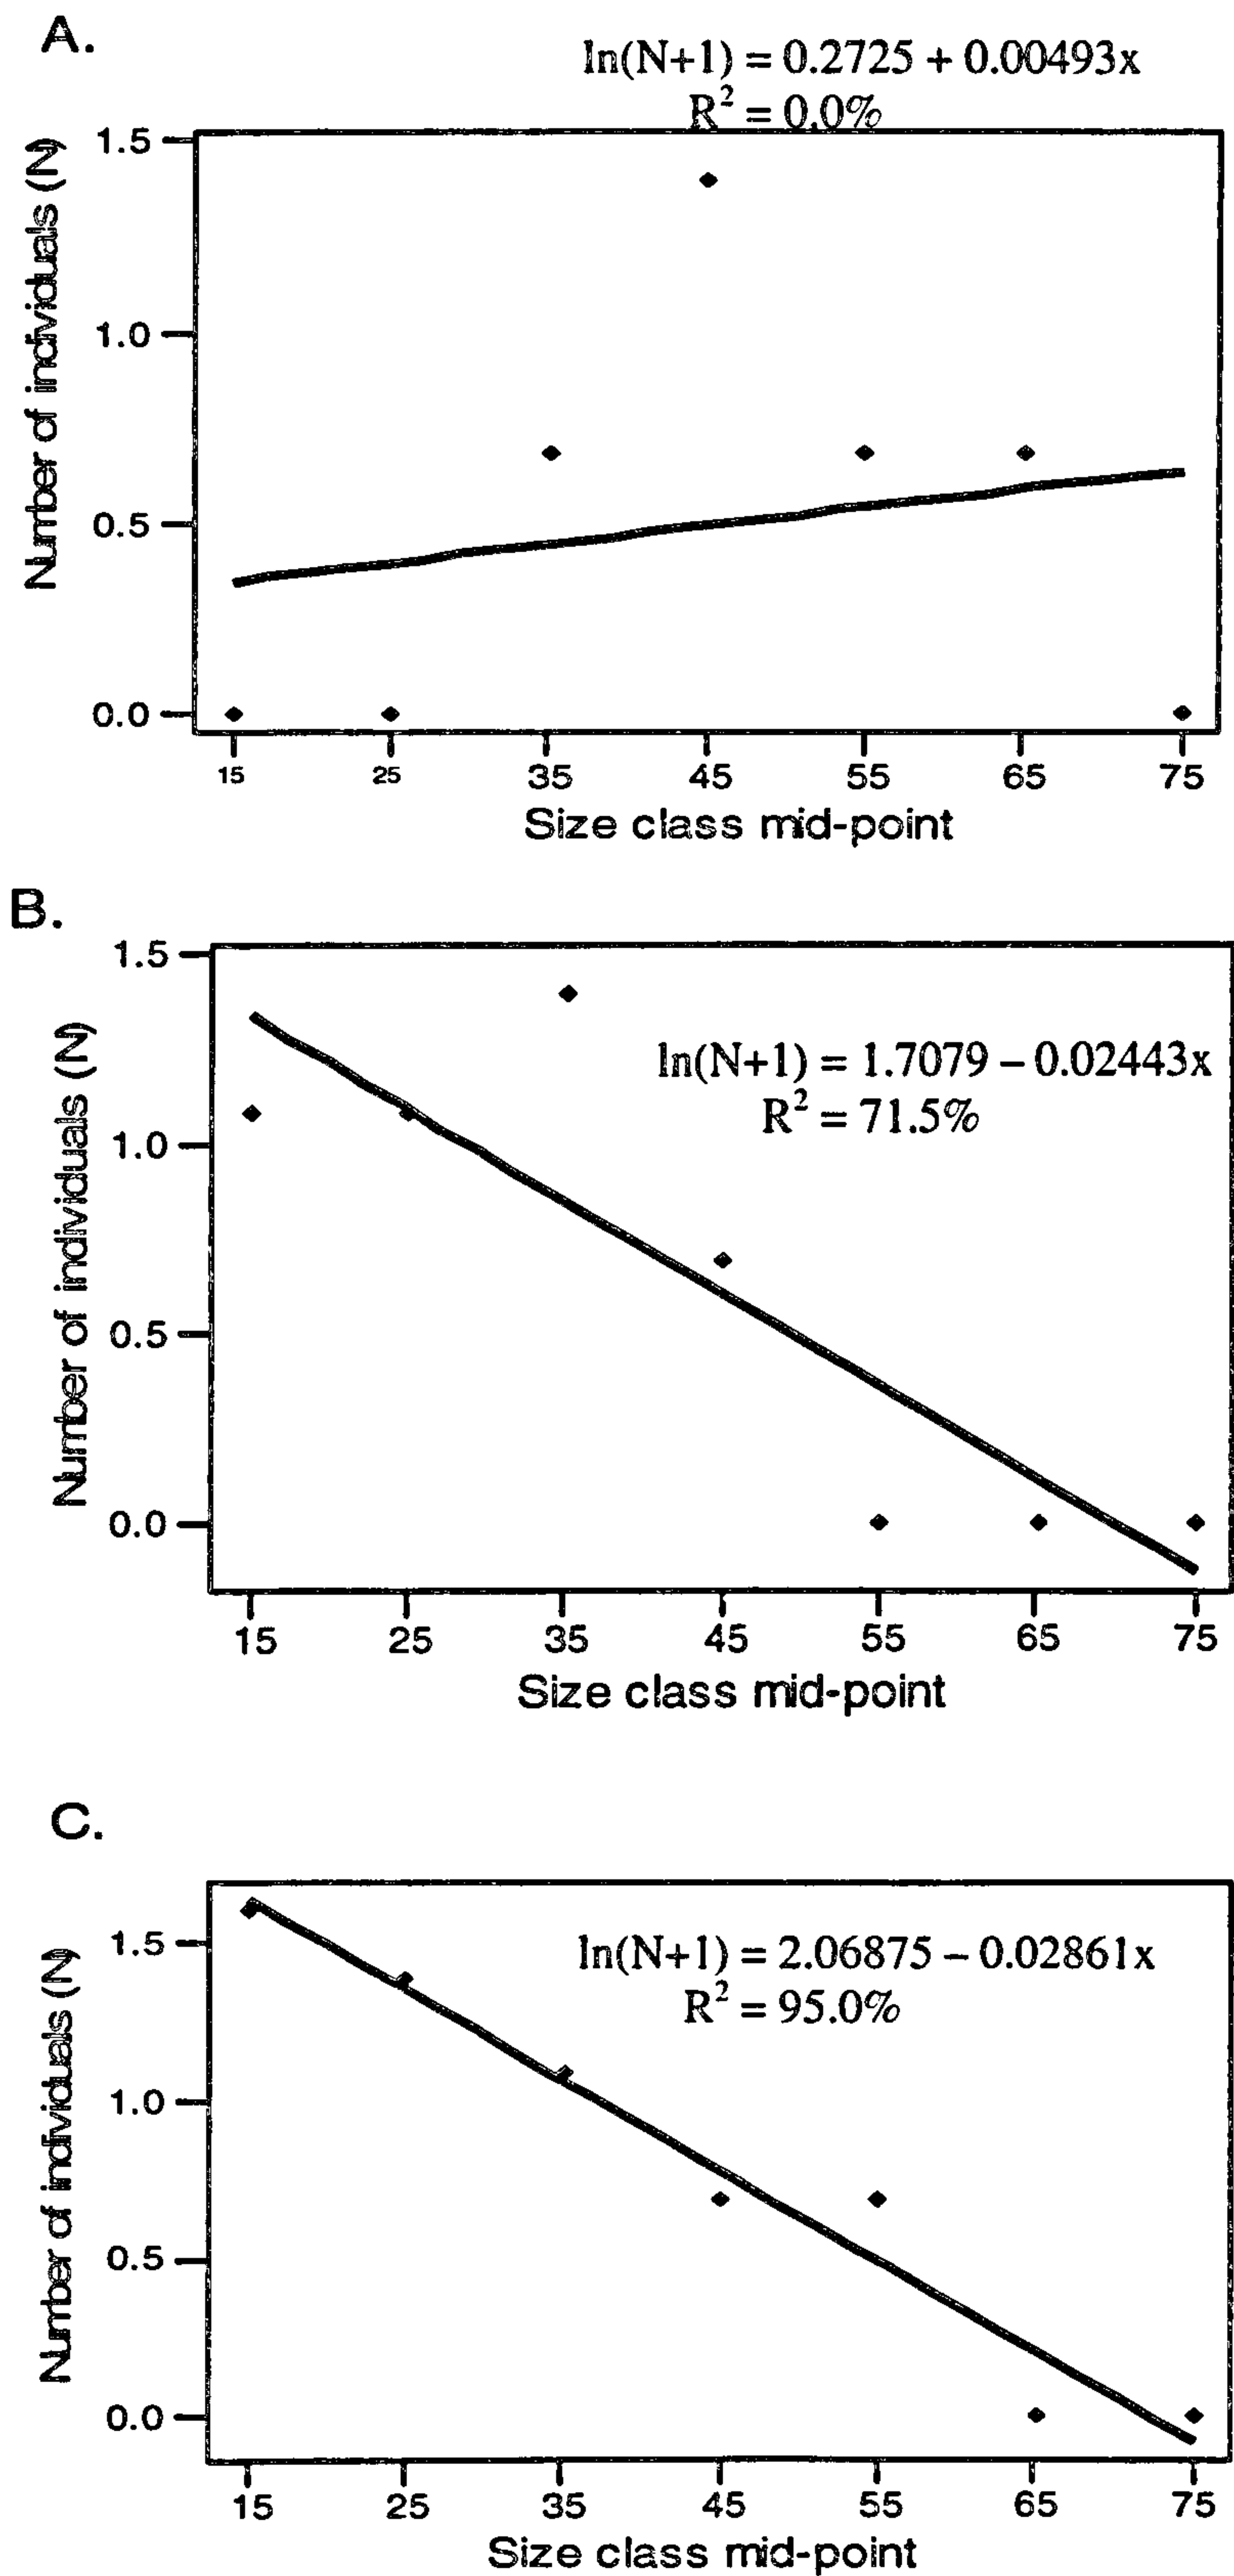 A.
ln(N+1) = 0.2725 + 0.00493x
R² = 0.0%
Number of individuals (N)
1.5
1.0
0.5
0.0
15 25 35 45 55 65 75
Size class mid-point
B.
ln(N+1) = 1.7079 – 0.02443x
R² = 71.5%
Number of individuals (N)
1.5
1.0
0.5
0.0
15 25 35 45 55 65 75
Size class mid-point
C.
ln(N+1) = 2.06875 – 0.02861x
R² = 95.0%
Number of individuals (N)
1.5
1.0
0.5
0.0
15 25 35 45 55 65 75
Size class mid-point